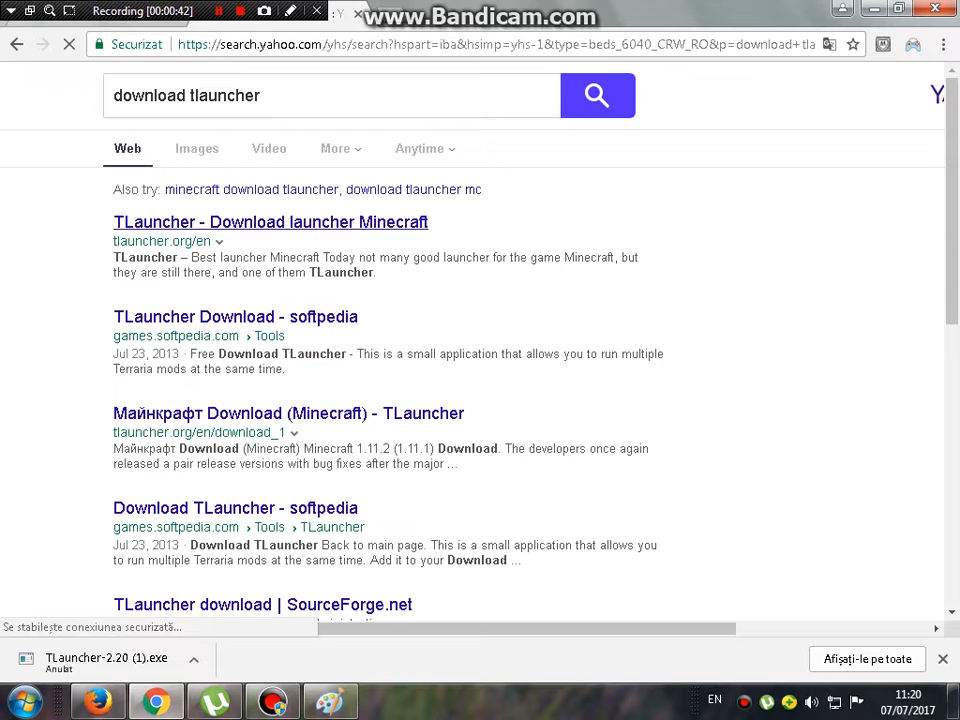 Recording [00:00:42]
www.Bandicam.com
Securizat
https://search.yahoo.com/yhs/search?hspart=iba&hsimp=yhs-1&type=beds_6040_CRW_RO&p=download+tla
download tlauncher
Web Images Video More Anytime
Also try: minecraft download tlauncher, download tlauncher mc
TLauncher - Download launcher Minecraft
tlauncher.org/en
TLauncher – Best launcher Minecraft Today not many good launcher for the game Minecraft, but
they are still there, and one of them TLauncher.
TLauncher Download - softpedia
games.softpedia.com › Tools
Jul 23, 2013 · Free Download TLauncher - This is a small application that allows you to run multiple
Terraria mods at the same time.
Майнкрафт Download (Minecraft) - TLauncher
tlauncher.org/en/download_1
Майнкрафт Download (Minecraft) Minecraft 1.11.2 (1.11.1) Download. The developers once again
released a pair release versions with bug fixes after the major ...
Download TLauncher - softpedia
games.softpedia.com › Tools › TLauncher
Jul 23, 2013 · Download TLauncher Back to main page. This is a small application that allows you
to run multiple Terraria mods at the same time. Add it to your Download ...
TLauncher download | SourceForge.net
Se stabilește conexiunea securizată...
TLauncher-2.20 (1).exe
Anulat
Afișați-le pe toate
EN
11:20
07/07/2017